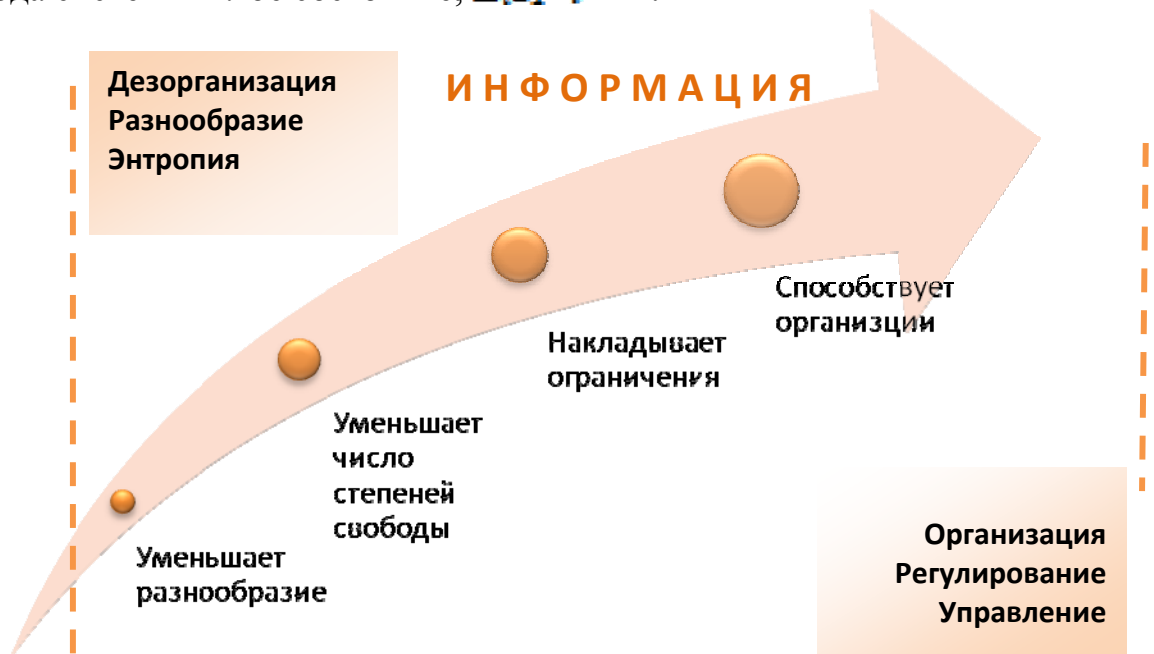 Дезорганизация
Разнообразие
Энтропия
ИНФОРМАЦИЯ
Способствует
организции
Накладывает
ограничения
Уменьшает
число
степеней
свободы
Уменьшает
разнообразие
Организация
Регулирование
Управление